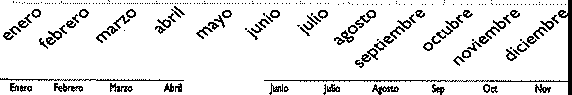 enero febrero marzo abril mayo junio julio agosto septiembre octubre noviembre diciembre
Enero Febrero Marzo Abril Junio Julio Agosto Sep Oct Nov